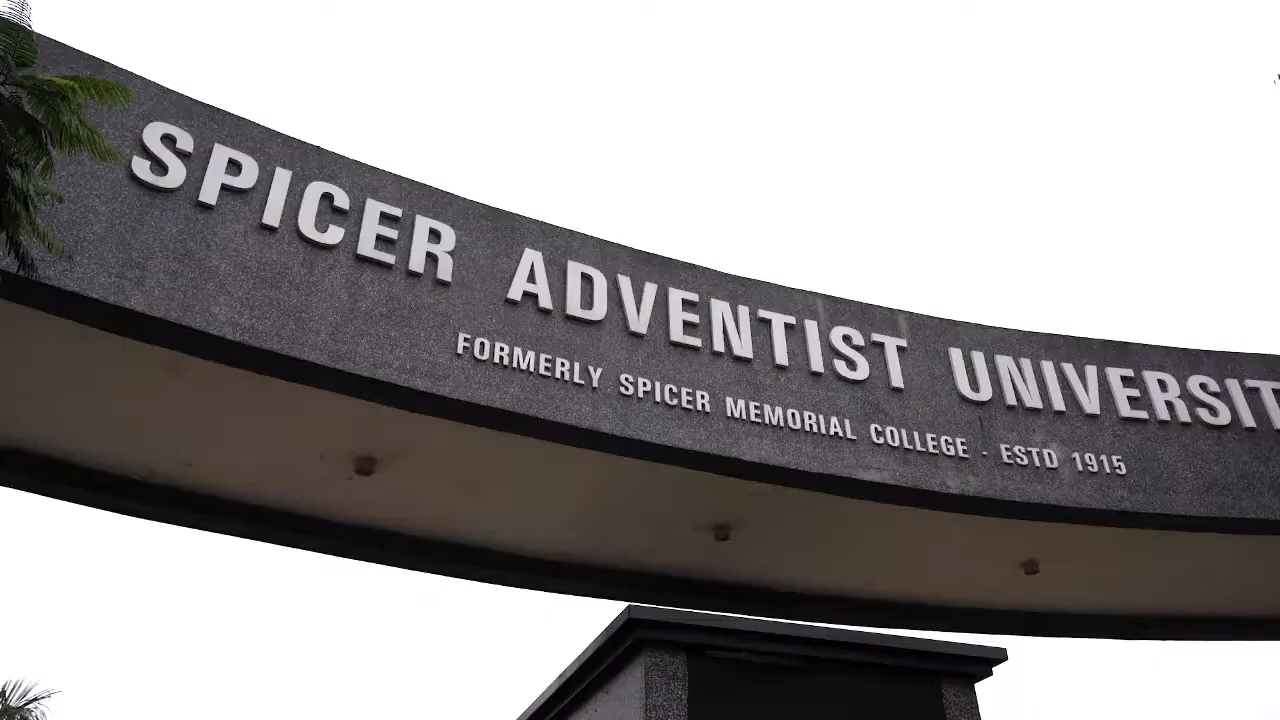 SPICER ADVENTIST UNIVERSIT
FORMERLY SPICER MEMORIAL COLLEGE · ESTD 1915